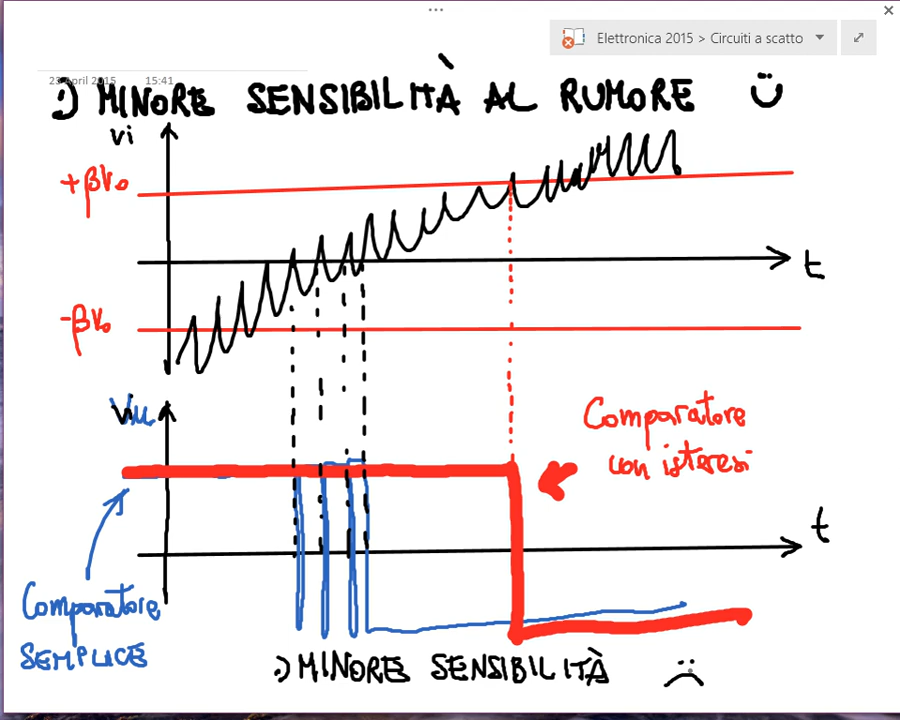 Elettronica 2015 > Circuiti a scatto
23 April 2015 15:41
:) MINORE SENSIBILITÀ AL RUMORE
vi
+βVo
t
-βVo
Vu
Comparatore
con isteresi
t
Comparatore
SEMPLICE
:) MINORE SENSIBILITÀ